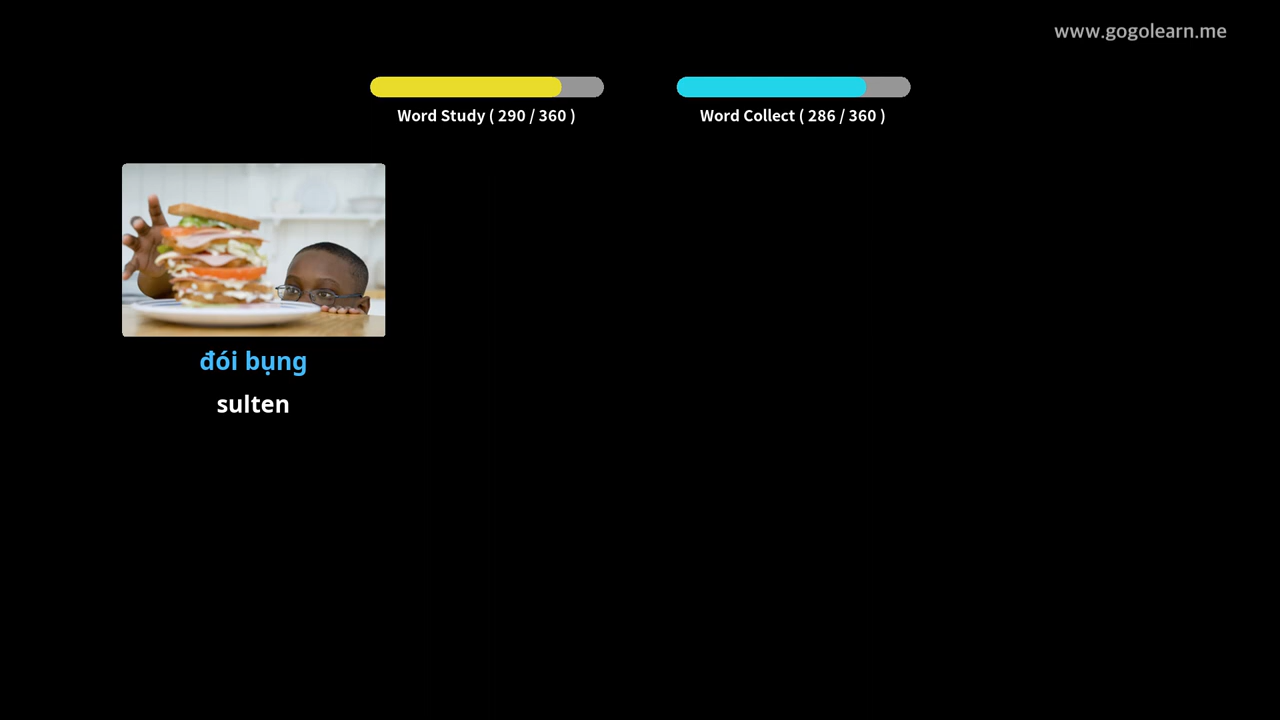 www.gogolearn.me
Word Study ( 290 / 360 )
Word Collect ( 286 / 360 )
đói bụng
sulten